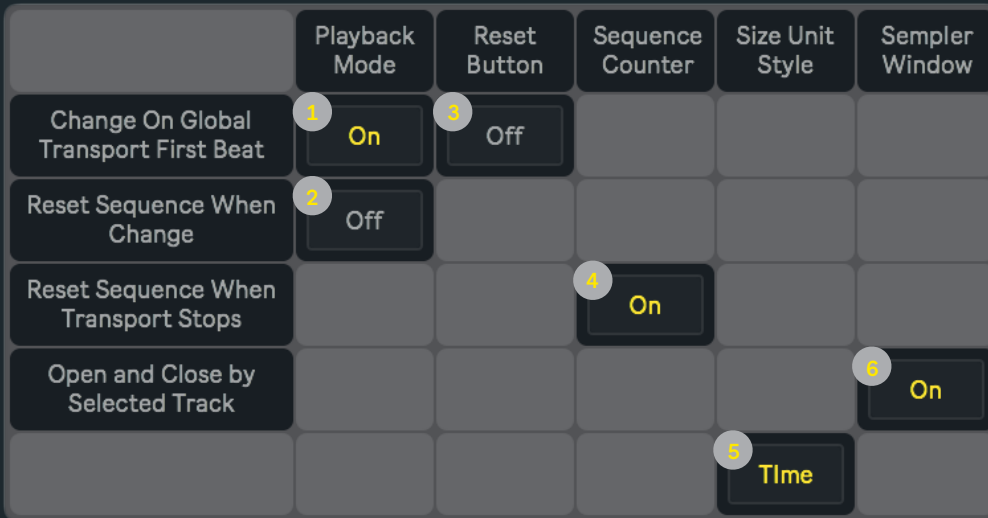 Playback
Mode
Reset
Button
Sequence
Counter
Size Unit
Style
Sempler
Window
Change On Global
Transport First Beat
1
On
3
Off
Reset Sequence When
Change
2
Off
Reset Sequence When
Transport Stops
4
On
Open and Close by
Selected Track
6
On
5
TIme